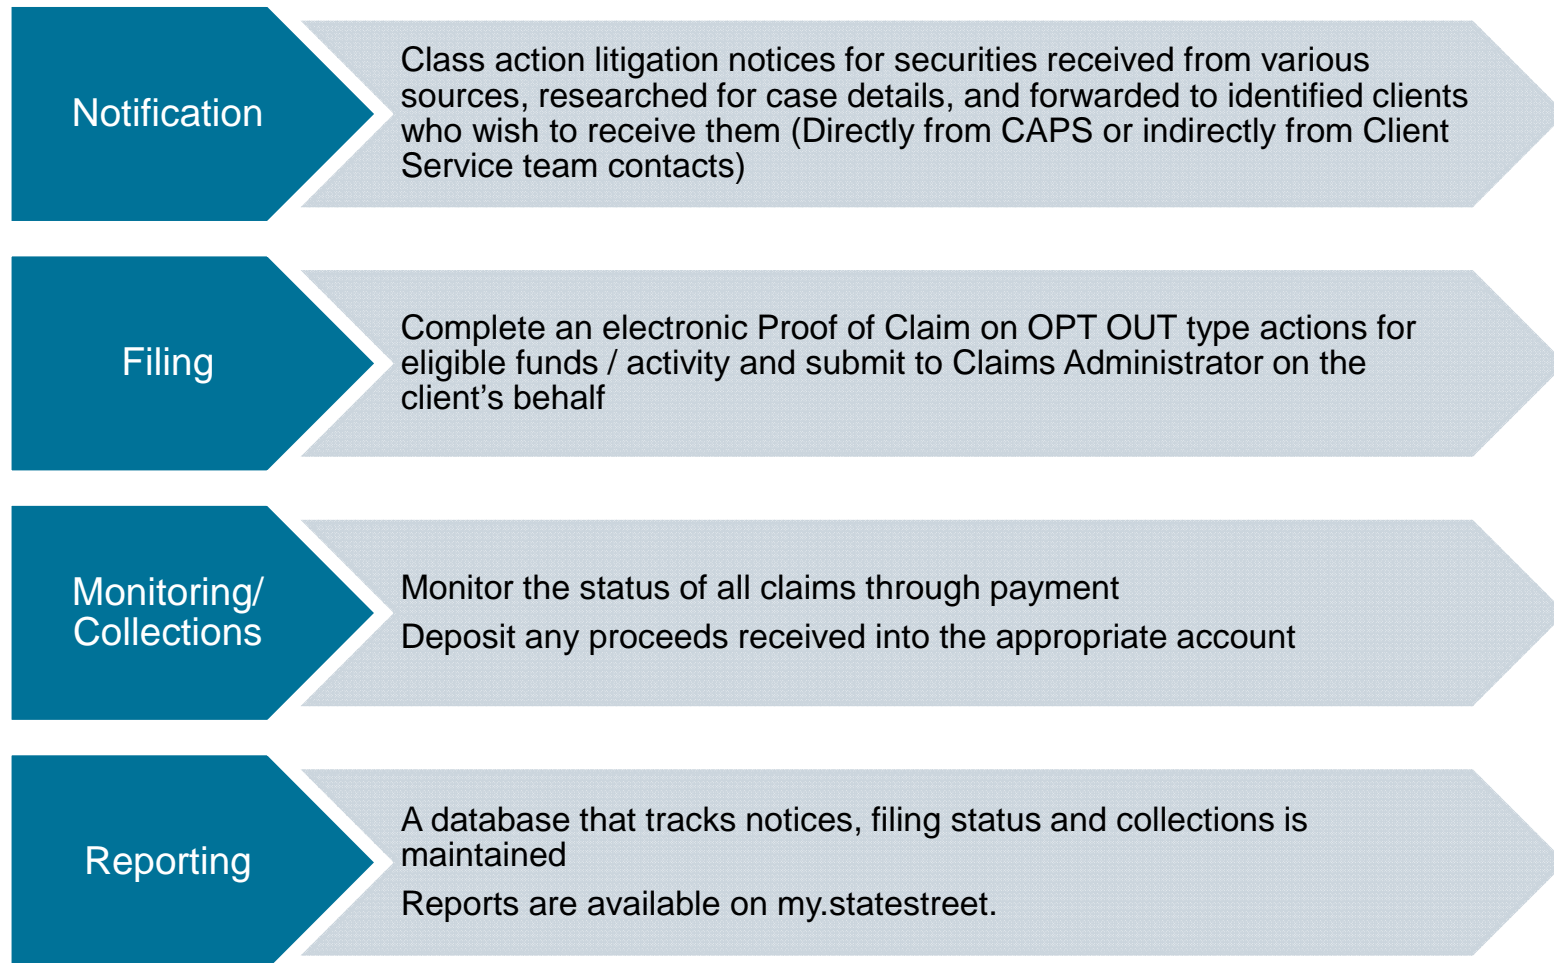 Notification
Class action litigation notices for securities received from various
sources, researched for case details, and forwarded to identified clients
who wish to receive them (Directly from CAPS or indirectly from Client
Service team contacts)
Filing
Complete an electronic Proof of Claim on OPT OUT type actions for
eligible funds / activity and submit to Claims Administrator on the
client’s behalf
Monitoring/
Collections
Monitor the status of all claims through payment
Deposit any proceeds received into the appropriate account
Reporting
A database that tracks notices, filing status and collections is
maintained
Reports are available on my.statestreet.